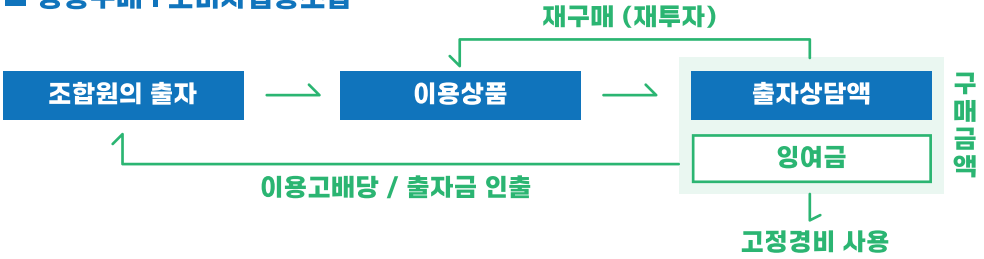 재구매 (재투자)
조합원의 출자
이용상품
출자상담액
잉여금
구매금액
이용고배당 / 출자금 인출
고정경비 사용